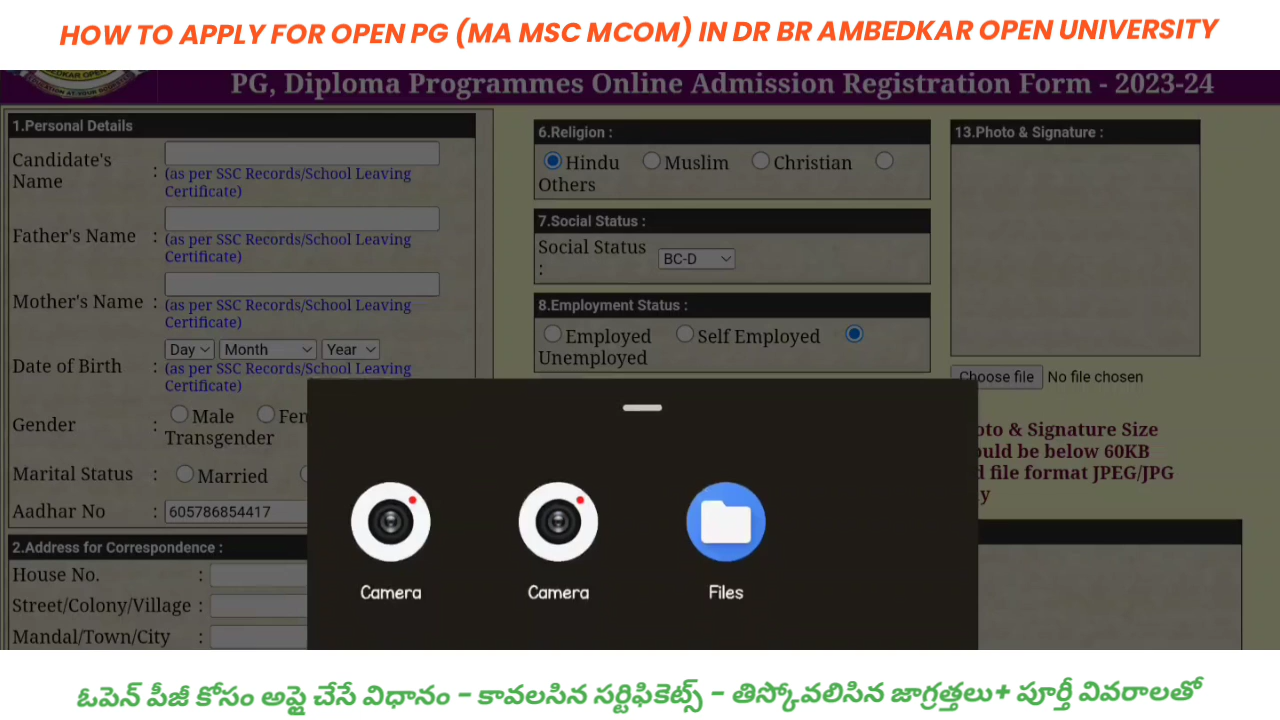 HOW TO APPLY FOR OPEN PG (MA MSC MCOM) IN DR BR AMBEDKAR OPEN UNIVERSITY
PG, Diploma Programmes Online Admission Registration Form - 2023-24
1.Personal Details
Candidate's Name :
(as per SSC Records/School Leaving Certificate)
Father's Name :
(as per SSC Records/School Leaving Certificate)
Mother's Name :
(as per SSC Records/School Leaving Certificate)
Date of Birth : Day Month Year
(as per SSC Records/School Leaving Certificate)
Gender : Male Fen
Transgender
Marital Status : Married
Aadhar No : 605786854417
2.Address for Correspondence :
House No. :
Street/Colony/Village :
Mandal/Town/City :
6.Religion :
Hindu Muslim Christian
Others
7.Social Status :
Social Status : BC-D
8.Employment Status :
Employed Self Employed
Unemployed
13.Photo & Signature :
Choose file No file chosen
oto & Signature Size
uld be below 60KB
d file format JPEG/JPG
y
Camera Camera Files
ఓపెన్ పీజీ కోసం అప్లై చేసే విధానం - కావలసిన సర్టిఫికెట్స్ - తీస్కోవలిసిన జాగ్రత్తలు+ పూర్తీ వివరాలతో